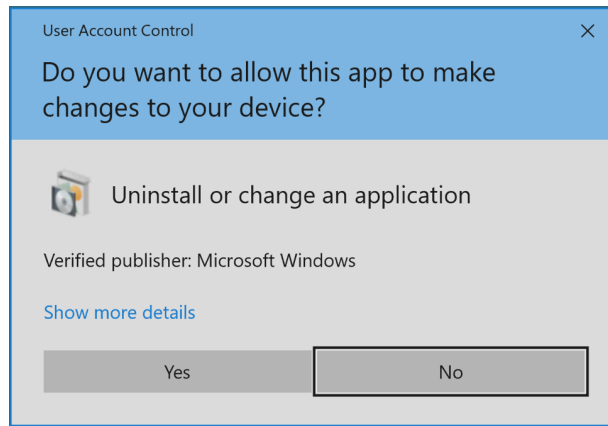 User Account Control
Do you want to allow this app to make
changes to your device?
Uninstall or change an application
Verified publisher: Microsoft Windows
Show more details
Yes
No